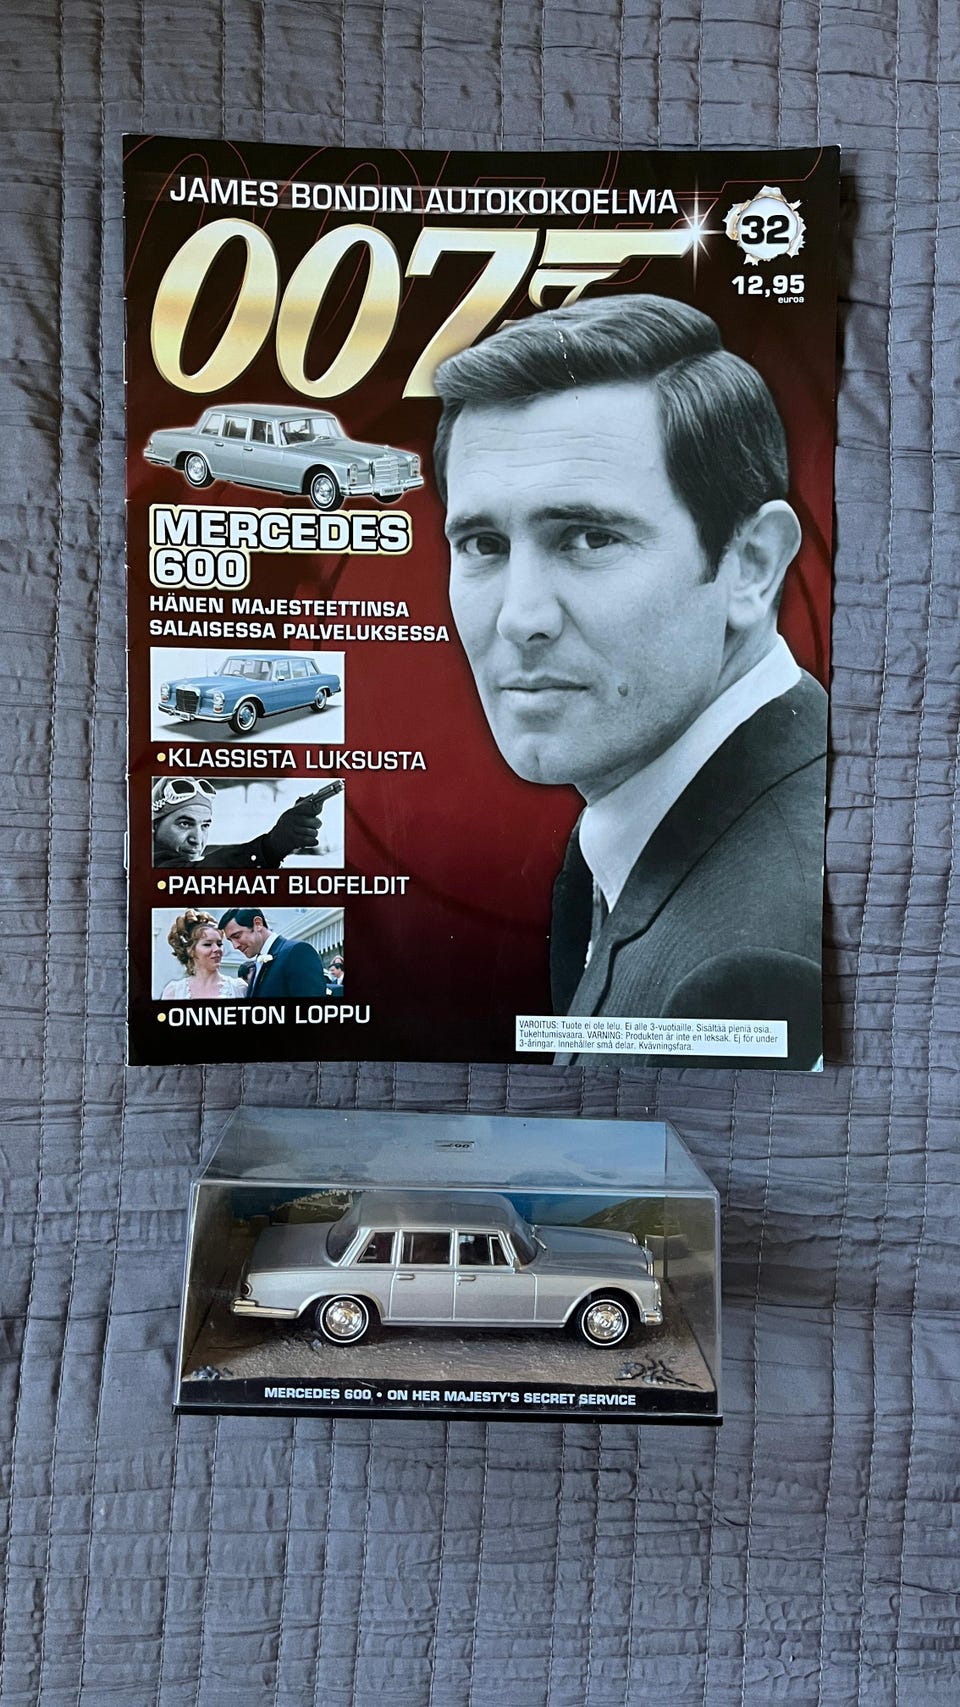 JAMES BONDIN AUTOKOKOELMA
007
32
12,95
euroa
MERCEDES
600
HÄNEN MAJESTEETTINSA
SALAISESSA PALVELUKSESSA
•KLASSISTA LUKSUSTA
•PARHAAT BLOFELDIT
•ONNETON LOPPU
VAROITUS: Tuote ei ole lelu. Ei alle 3-vuotiaille. Sisältää pieniä osia.
Tukehtumisvaara. VARNING: Produkten är inte en leksak. Ej för under
3-åringar. Innehåller små delar. Kvävningsfara.
007
MERCEDES 600 • ON HER MAJESTY'S SECRET SERVICE